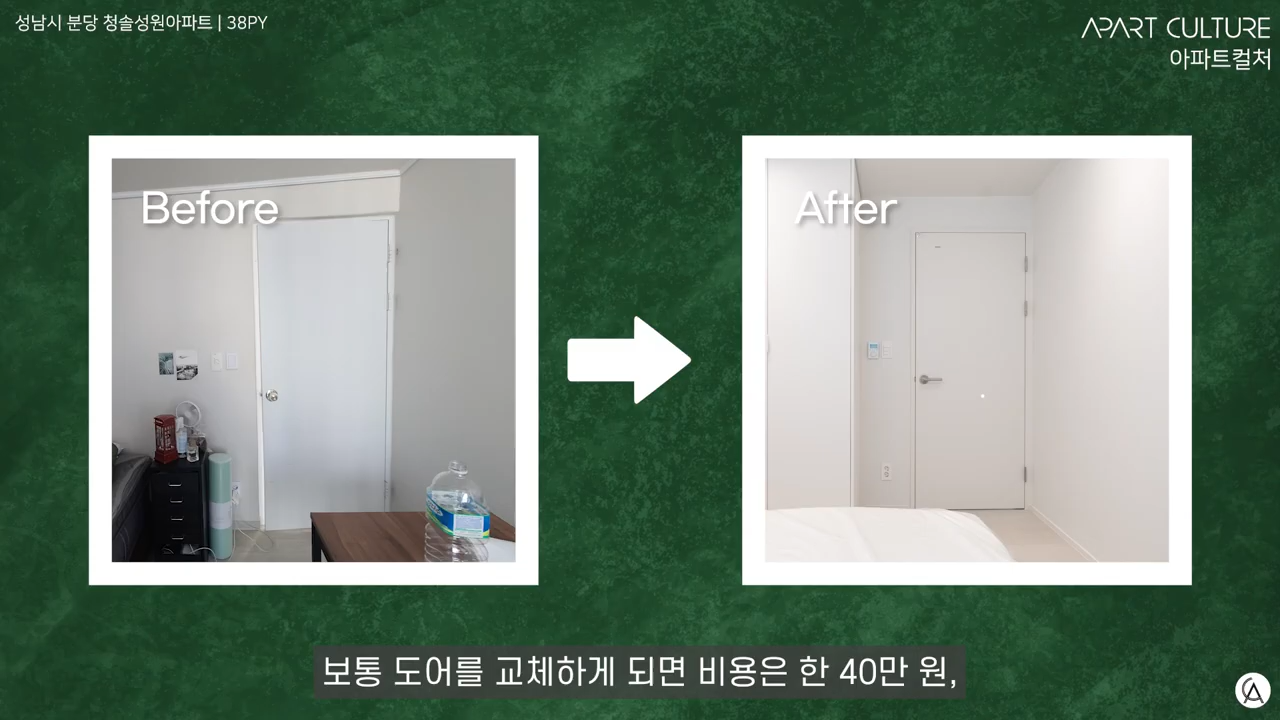 성남시 분당 청솔성원아파트 | 38PY
APART CULTURE
아파트컬처
Before
After
보통 도어를 교체하게 되면 비용은 한 40만 원,